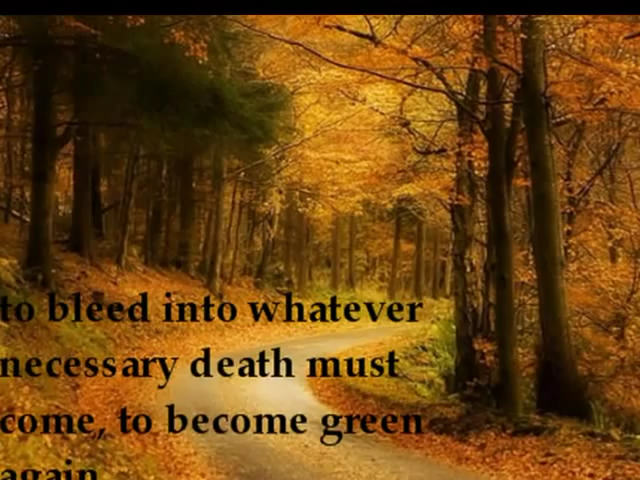 to bleed into whatever
necessary death must
come, to become green
again